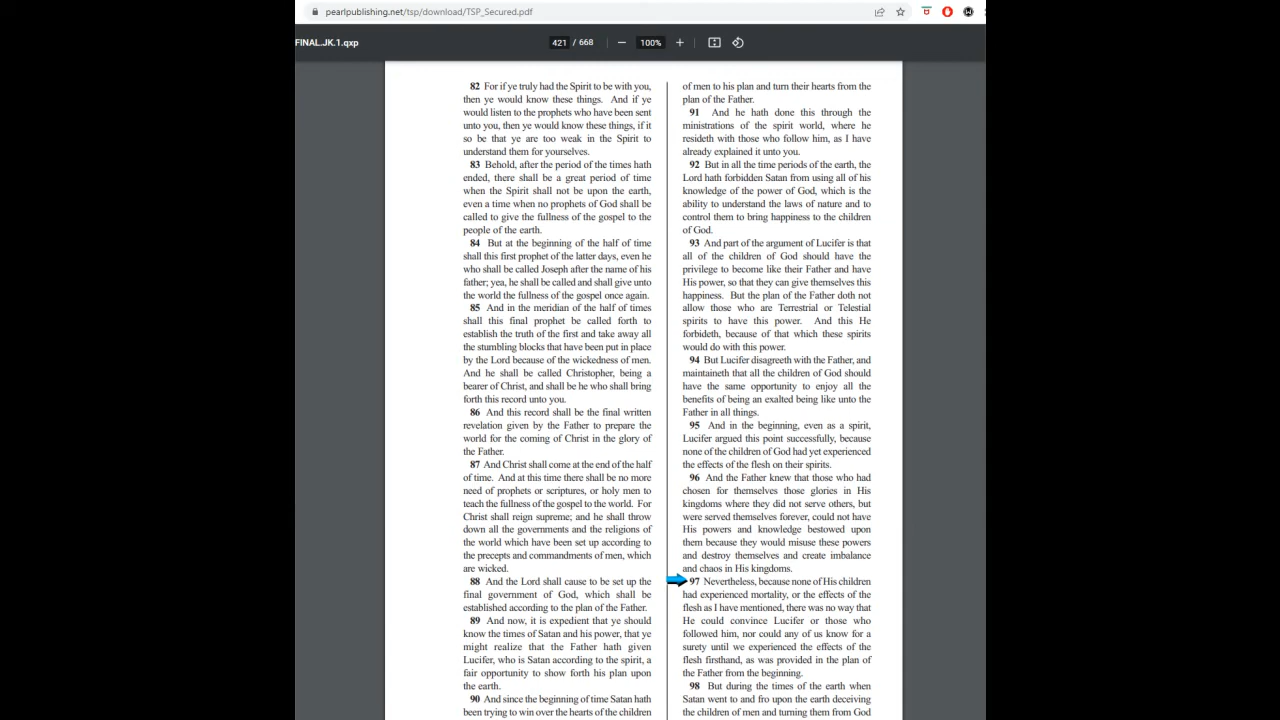 pearlpublishing.net/tsp/download/TSP_Secured.pdf
FINAL.JK.1.qxp
421 / 668
100%
82 For if ye truly had the Spirit to be with you,
then ye would know these things. And if ye
would listen to the prophets who have been sent
unto you, then ye would know these things, if it
so be that ye are too weak in the Spirit to
understand them for yourselves.
83 Behold, after the period of the times hath
ended, there shall be a great period of time
when the Spirit shall not be upon the earth,
even a time when no prophets of God shall be
called to give the fullness of the gospel to the
people of the earth.
84 But at the beginning of the half of time
shall this first prophet of the latter days, even he
who shall be called Joseph after the name of his
father; yea, he shall be called and shall give unto
the world the fullness of the gospel once again.
85 And in the meridian of the half of times
shall this final prophet be called forth to
establish the truth of the first and take away all
the stumbling blocks that have been put in place
by the Lord because of the wickedness of men.
And he shall be called Christopher, being a
bearer of Christ, and shall be he who shall bring
forth this record unto you.
86 And this record shall be the final written
revelation given by the Father to prepare the
world for the coming of Christ in the glory of
the Father.
87 And Christ shall come at the end of the half
of time. And at this time there shall be no more
need of prophets or scriptures, or holy men to
teach the fullness of the gospel to the world. For
Christ shall reign supreme; and he shall throw
down all the governments and the religions of
the world which have been set up according to
the precepts and commandments of men, which
are wicked.
88 And the Lord shall cause to be set up the
final government of God, which shall be
established according to the plan of the Father.
89 And now, it is expedient that ye should
know the times of Satan and his power, that ye
might realize that the Father hath given
Lucifer, who is Satan according to the spirit, a
fair opportunity to show forth his plan upon
the earth.
90 And since the beginning of time Satan hath
been trying to win over the hearts of the children
of men to his plan and turn their hearts from the
plan of the Father.
91 And he hath done this through the
ministrations of the spirit world, where he
resideth with those who follow him, as I have
already explained it unto you.
92 But in all the time periods of the earth, the
Lord hath forbidden Satan from using all of his
knowledge of the power of God, which is the
ability to understand the laws of nature and to
control them to bring happiness to the children
of God.
93 And part of the argument of Lucifer is that
all of the children of God should have the
privilege to become like their Father and have
His power, so that they can give themselves this
happiness. But the plan of the Father doth not
allow those who are Terrestrial or Telestial
spirits to have this power. And this He
forbideth, because of that which these spirits
would do with this power.
94 But Lucifer disagreeth with the Father, and
maintaineth that all the children of God should
have the same opportunity to enjoy all the
benefits of being an exalted being like unto the
Father in all things.
95 And in the beginning, even as a spirit,
Lucifer argued this point successfully, because
none of the children of God had yet experienced
the effects of the flesh on their spirits.
96 And the Father knew that those who had
chosen for themselves those glories in His
kingdoms where they did not serve others, but
were served themselves forever, could not have
His powers and knowledge bestowed upon
them because they would misuse these powers
and destroy themselves and create imbalance
and chaos in His kingdoms.
97 Nevertheless, because none of His children
had experienced mortality, or the effects of the
flesh as I have mentioned, there was no way that
He could convince Lucifer or those who
followed him, nor could any of us know for a
surety until we experienced the effects of the
flesh firsthand, as was provided in the plan of
the Father from the beginning.
98 But during the times of the earth when
Satan went to and fro upon the earth deceiving
the children of men and turning them from God